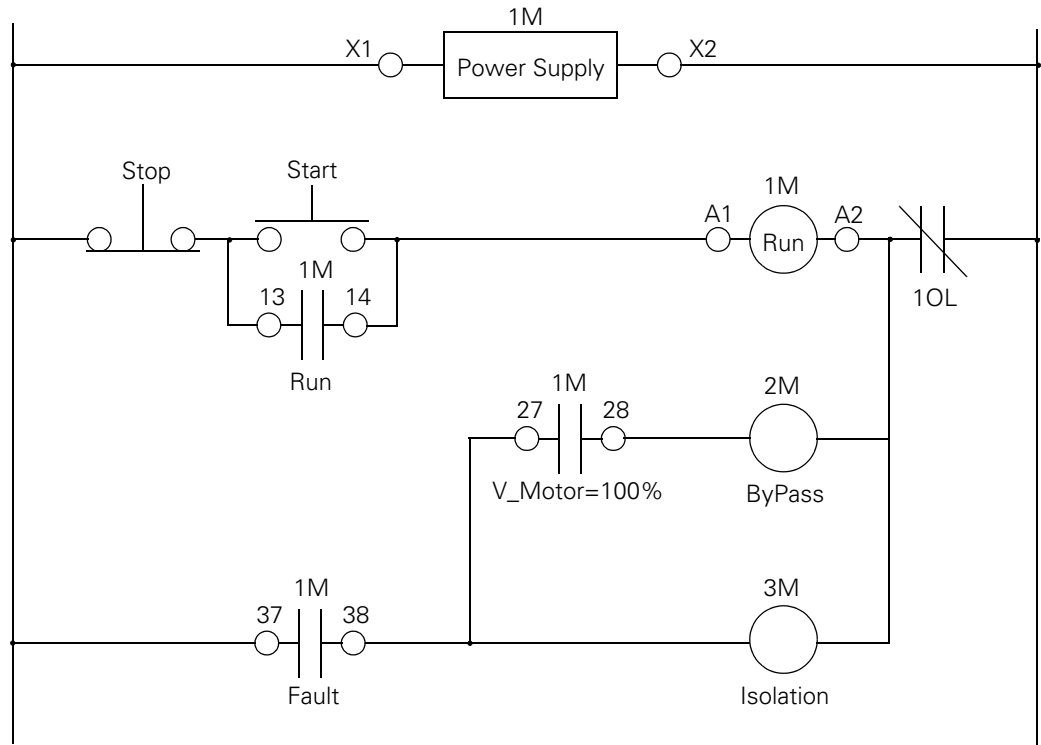 1M
X1
Power Supply
X2
Stop
Start
1M
A1
Run
A2
1M
13
14
1OL
Run
1M
2M
27
28
V_Motor=100%
ByPass
1M
3M
37
38
Fault
Isolation